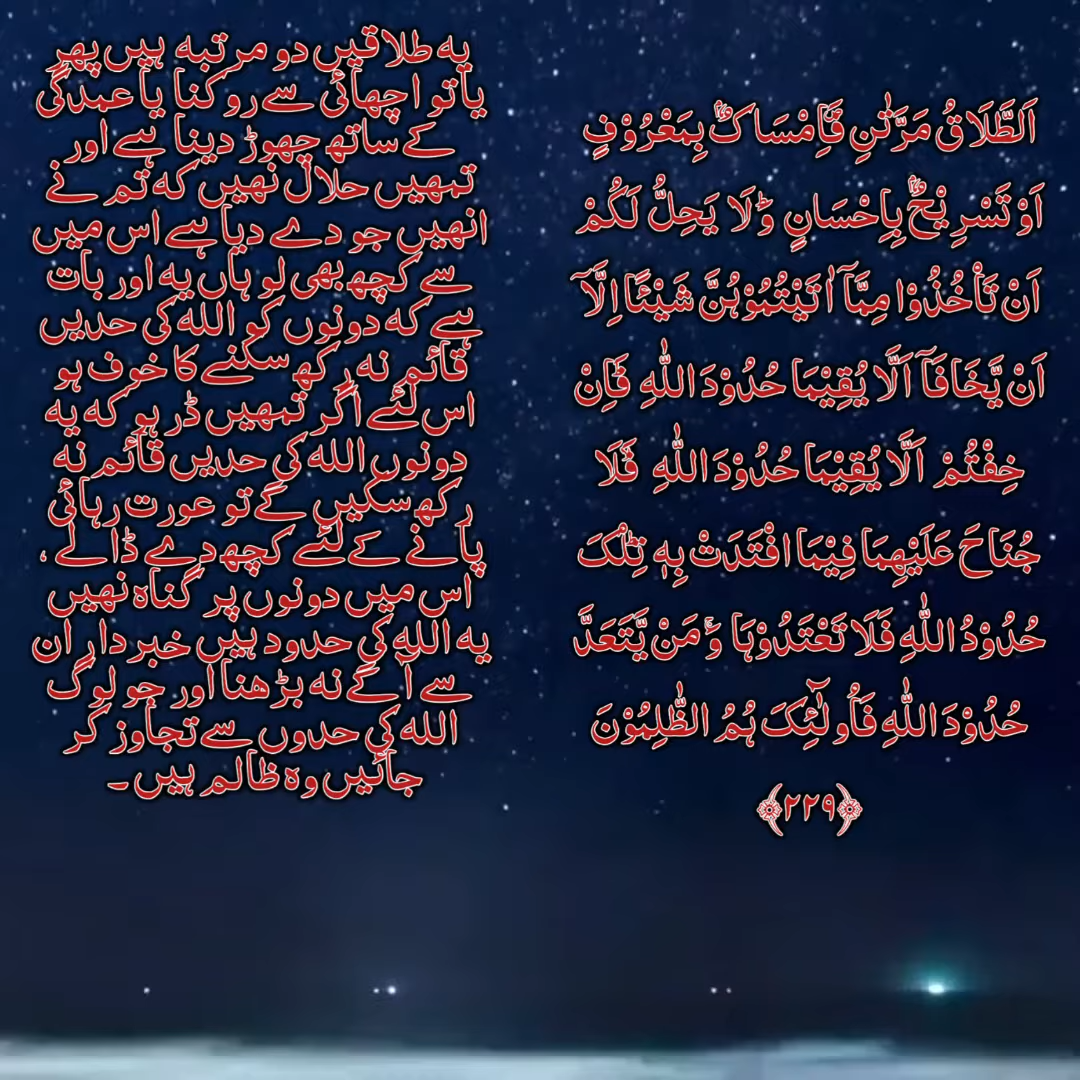 اَلطَّلَاقُ مَرَّتٰنِ فَاِمْسَاكٌۢ بِمَعْرُوْفٍ
اَوْ تَسْرِيْحٌۢ بِاِحْسَانٍ ؕ وَلَا يَحِلُّ لَكُمْ
اَنْ تَاْخُذُوْا مِمَّاۤ اٰتَيْتُمُوْهُنَّ شَيْـًٔا اِلَّاۤ
اَنْ يَّخَافَاۤ اَلَّا يُقِيْمَا حُدُوْدَ اللّٰهِ ؕ فَاِنْ
خِفْتُمْ اَلَّا يُقِيْمَا حُدُوْدَ اللّٰهِ ۙ فَلَا
جُنَاحَ عَلَيْهِمَا فِيْمَا افْتَدَتْ بِهٖ ؕ تِلْكَ
حُدُوْدُ اللّٰهِ فَلَا تَعْتَدُوْهَا ۚ وَمَنْ يَّتَعَدَّ
حُدُوْدَ اللّٰهِ فَاُولٰٓئِكَ هُمُ الظّٰلِمُوْنَ
﴿٢٢٩﴾
یہ طلاقیں دو مرتبہ ہیں پھر
یا تو اچھائی سے روکنا یا عمدگی
کے ساتھ چھوڑ دینا ہے اور
تمہیں حلال نہیں کہ تم نے
انہیں جو دے دیا ہے اس میں
سے کچھ بھی لو ہاں یہ اور بات
ہے کہ دونوں کو اللہ کی حدیں
قائم نہ رکھ سکنے کا خوف ہو
اس لئے اگر تمہیں ڈر ہو کہ یہ
دونوں اللہ کی حدیں قائم نہ
رکھ سکیں گے تو عورت رہائی
پانے کے لئے کچھ دے ڈالے ،
اس میں دونوں پر گناہ نہیں
یہ اللہ کی حدود ہیں خبردار ان
سے آگے نہ بڑھنا اور جو لوگ
اللہ کی حدوں سے تجاوز کر
جائیں وہ ظالم ہیں ۔